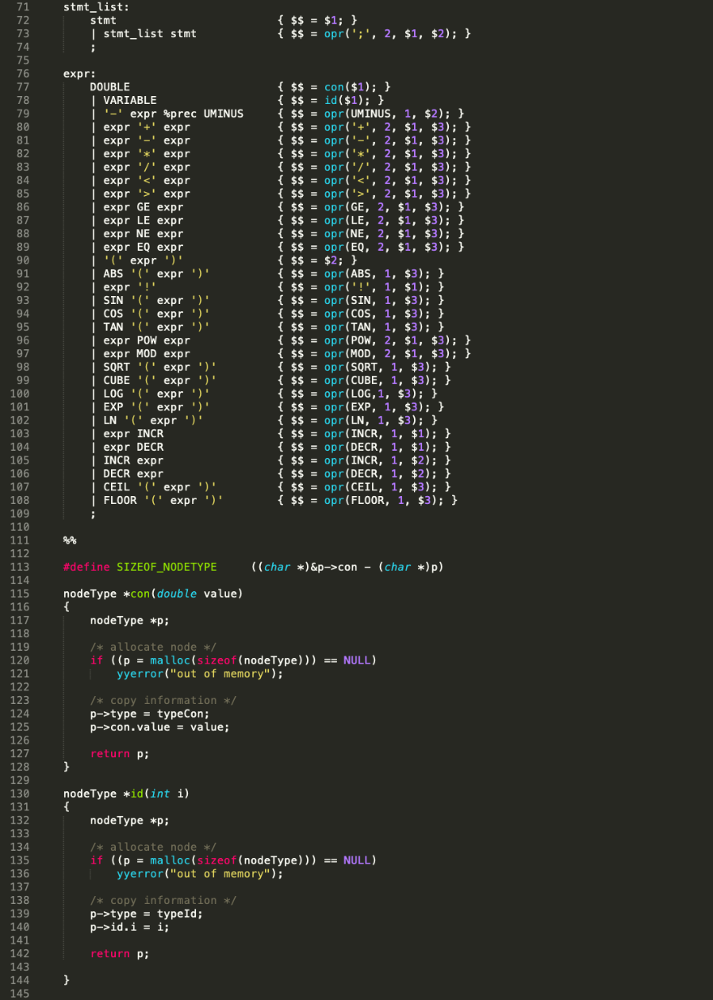 71 stmt_list:
72 stmt { $$ = $1; }
73 | stmt_list stmt { $$ = opr(';', 2, $1, $2); }
74 ;
75
76 expr:
77 DOUBLE { $$ = con($1); }
78 | VARIABLE { $$ = id($1); }
79 | '-' expr %prec UMINUS { $$ = opr(UMINUS, 1, $2); }
80 | expr '+' expr { $$ = opr('+', 2, $1, $3); }
81 | expr '-' expr { $$ = opr('-', 2, $1, $3); }
82 | expr '*' expr { $$ = opr('*', 2, $1, $3); }
83 | expr '/' expr { $$ = opr('/', 2, $1, $3); }
84 | expr '<' expr { $$ = opr('<', 2, $1, $3); }
85 | expr '>' expr { $$ = opr('>', 2, $1, $3); }
86 | expr GE expr { $$ = opr(GE, 2, $1, $3); }
87 | expr LE expr { $$ = opr(LE, 2, $1, $3); }
88 | expr NE expr { $$ = opr(NE, 2, $1, $3); }
89 | expr EQ expr { $$ = opr(EQ, 2, $1, $3); }
90 | '(' expr ')' { $$ = $2; }
91 | ABS '(' expr ')' { $$ = opr(ABS, 1, $3); }
92 | expr '!' { $$ = opr('!', 1, $1); }
93 | SIN '(' expr ')' { $$ = opr(SIN, 1, $3); }
94 | COS '(' expr ')' { $$ = opr(COS, 1, $3); }
95 | TAN '(' expr ')' { $$ = opr(TAN, 1, $3); }
96 | expr POW expr { $$ = opr(POW, 2, $1, $3); }
97 | expr MOD expr { $$ = opr(MOD, 2, $1, $3); }
98 | SQRT '(' expr ')' { $$ = opr(SQRT, 1, $3); }
99 | CUBE '(' expr ')' { $$ = opr(CUBE, 1, $3); }
100 | LOG '(' expr ')' { $$ = opr(LOG,1, $3); }
101 | EXP '(' expr ')' { $$ = opr(EXP, 1, $3); }
102 | LN '(' expr ')' { $$ = opr(LN, 1, $3); }
103 | expr INCR { $$ = opr(INCR, 1, $1); }
104 | expr DECR { $$ = opr(DECR, 1, $1); }
105 | INCR expr { $$ = opr(INCR, 1, $2); }
106 | DECR expr { $$ = opr(DECR, 1, $2); }
107 | CEIL '(' expr ')' { $$ = opr(CEIL, 1, $3); }
108 | FLOOR '(' expr ')' { $$ = opr(FLOOR, 1, $3); }
109 ;
110
111 %%
112
113 #define SIZEOF_NODETYPE ((char *)&p->con - (char *)p)
114
115 nodeType *con(double value)
116 {
117 nodeType *p;
118
119 /* allocate node */
120 if ((p = malloc(sizeof(nodeType))) == NULL)
121 yyerror("out of memory");
122
123 /* copy information */
124 p->type = typeCon;
125 p->con.value = value;
126
127 return p;
128 }
129
130 nodeType *id(int i)
131 {
132 nodeType *p;
133
134 /* allocate node */
135 if ((p = malloc(sizeof(nodeType))) == NULL)
136 yyerror("out of memory");
137
138 /* copy information */
139 p->type = typeId;
140 p->id.i = i;
141
142 return p;
143
144 }
145